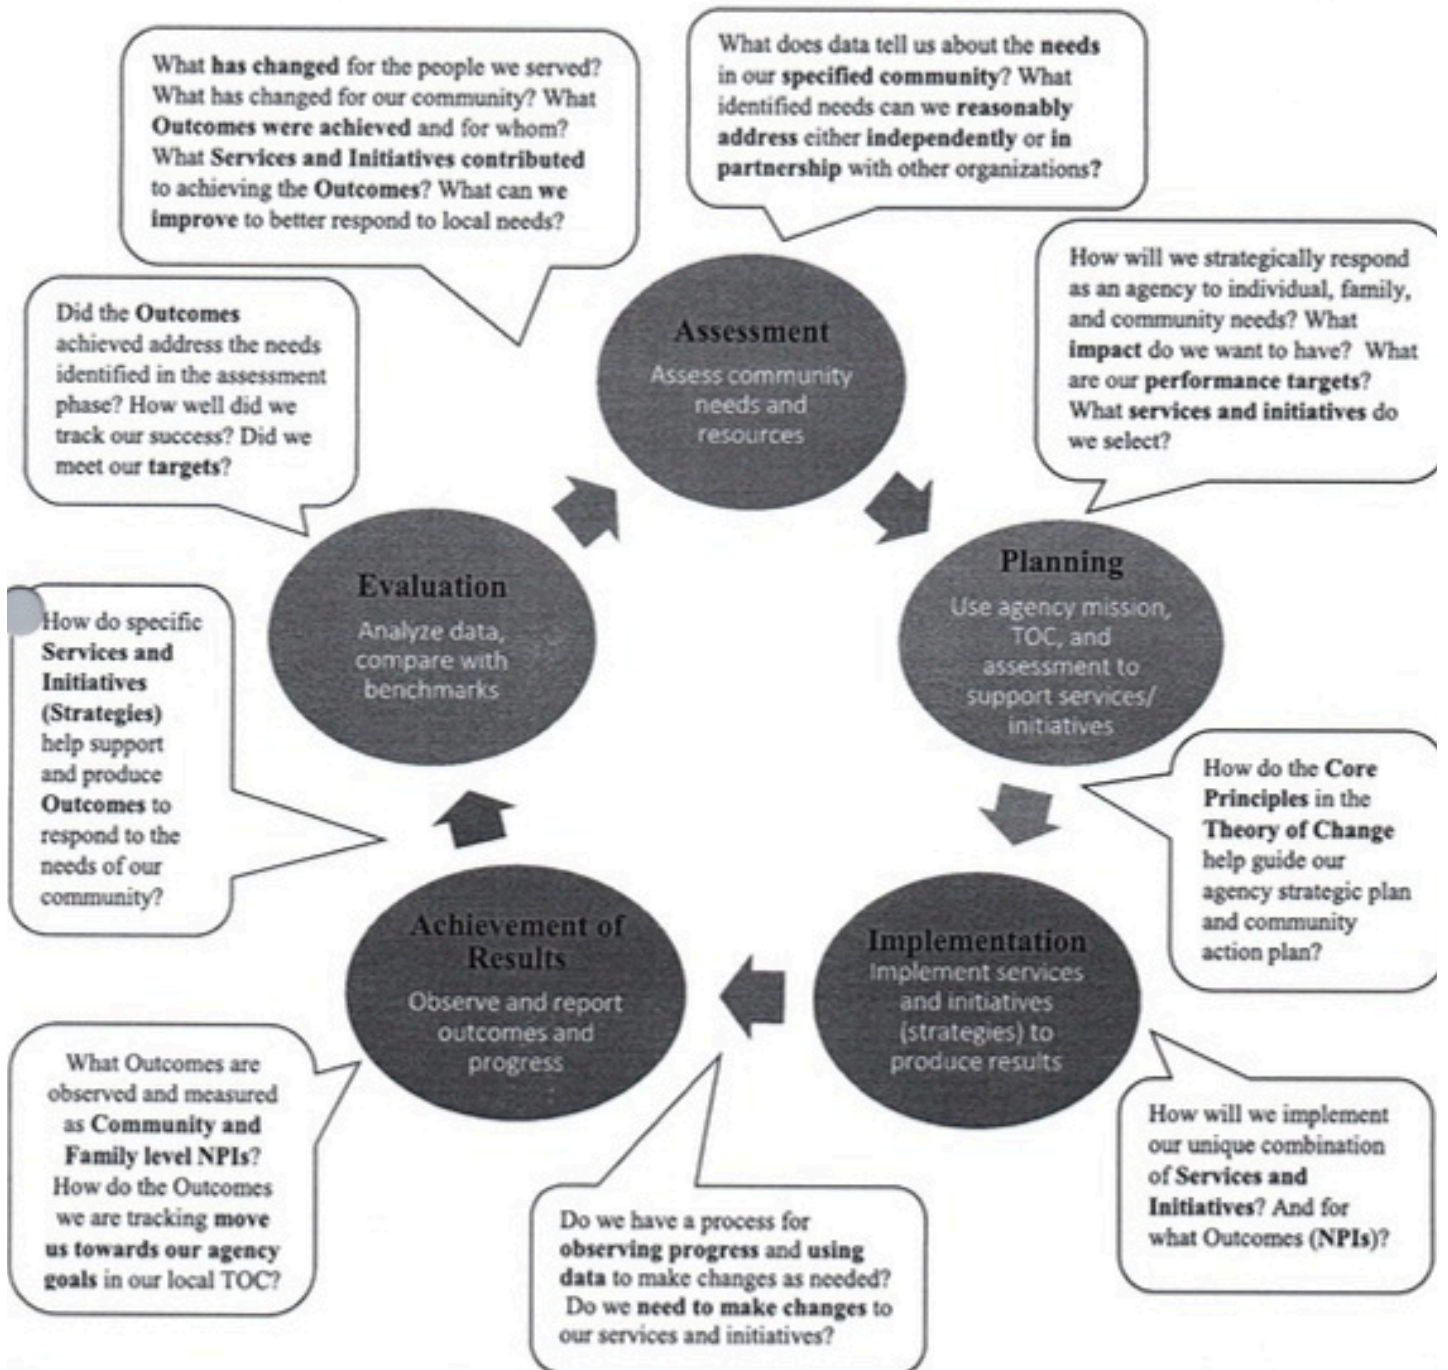 What has changed for the people we served?
What has changed for our community? What
Outcomes were achieved and for whom?
What Services and Initiatives contributed
to achieving the Outcomes? What can we
improve to better respond to local needs?
What does data tell us about the needs
in our specified community? What
identified needs can we reasonably
address either independently or in
partnership with other organizations?
How will we strategically respond
as an agency to individual, family,
and community needs? What
impact do we want to have? What
are our performance targets?
What services and initiatives do
we select?
Did the Outcomes
achieved address the needs
identified in the assessment
phase? How well did we
track our success? Did we
meet our targets?
Assessment
Assess community
needs and
resources
Evaluation
Analyze data,
compare with
benchmarks
Planning
Use agency mission,
TOC, and
assessment to
support services/
initiatives
How do specific
Services and
Initiatives
(Strategies)
help support
and produce
Outcomes to
respond to the
needs of our
community?
How do the Core
Principles in the
Theory of Change
help guide our
agency strategic plan
and community
action plan?
Achievement of
Results
Observe and report
outcomes and
progress
Implementation
Implement services
and initiatives
(strategies) to
produce results
What Outcomes are
observed and measured
as Community and
Family level NPIs?
How do the Outcomes
we are tracking move
us towards our agency
goals in our local TOC?
Do we have a process for
observing progress and using
data to make changes as needed?
Do we need to make changes to
our services and initiatives?
How will we implement
our unique combination
of Services and
Initiatives? And for
what Outcomes (NPIs)?